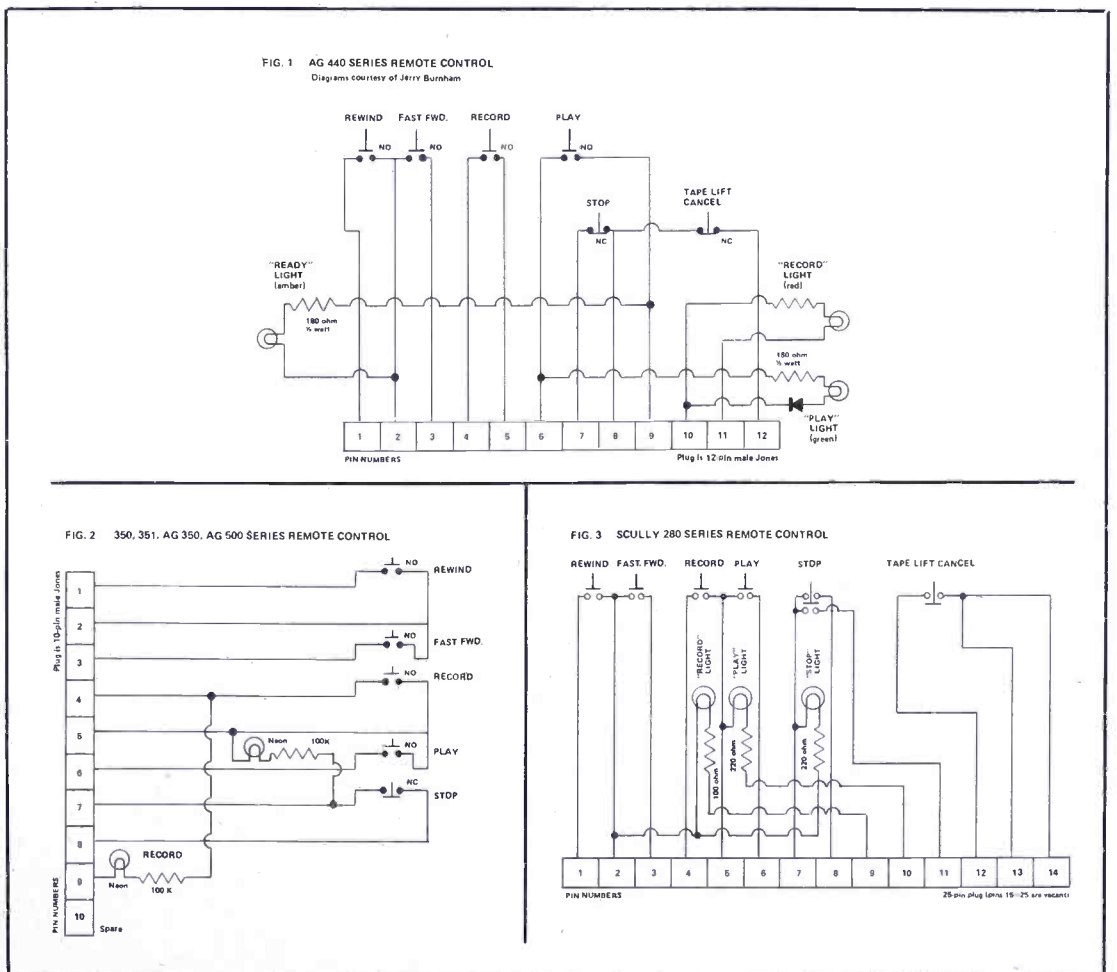 FIG. 1 AG 440 SERIES REMOTE CONTROL
Diagrams courtesy of Jerry Burnham
REWIND FAST FWD. RECORD PLAY
NO NO NO NO
STOP
TAPE LIFT
CANCEL
NC NC
"READY"
LIGHT
(amber)
180 ohm
½ watt
"RECORD"
LIGHT
(red)
½ watt
"PLAY"
LIGHT
(green)
1 2 3 4 5 6 7 8 9 10 11 12
PIN NUMBERS
Plug is 12-pin male Jones
FIG. 2 350, 351, AG 350, AG 500 SERIES REMOTE CONTROL
Plug is 10-pin male Jones
1
2
3
4
5
6
7
8
9
10
PIN NUMBERS
Spare
NO
REWIND
NO
FAST FWD.
NO
RECORD
Neon 100K
NO
PLAY
NC
STOP
RECORD
Neon
100 K
FIG. 3 SCULLY 280 SERIES REMOTE CONTROL
REWIND FAST. FWD. RECORD PLAY STOP TAPE LIFT CANCEL
"RECORD"
LIGHT
"PLAY"
LIGHT
"STOP"
LIGHT
100 ohm
220 ohm
220 ohm
1 2 3 4 5 6 7 8 9 10 11 12 13 14
PIN NUMBERS
25-pin plug (pins 15-25 are vacant)